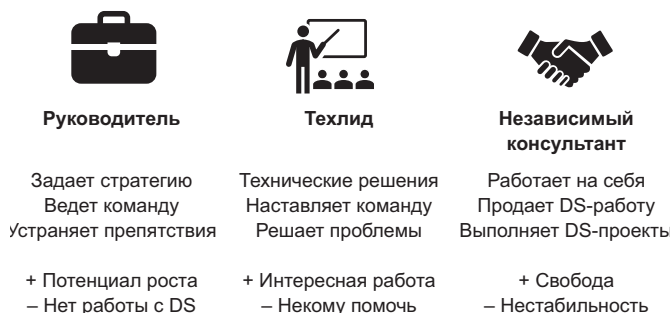 Руководитель
Техлид
Независимый
консультант
Задает стратегию
Ведет команду
Устраняет препятствия
Технические решения
Наставляет команду
Решает проблемы
Работает на себя
Продает DS-работу
Выполняет DS-проекты
+ Потенциал роста
– Нет работы с DS
+ Интересная работа
– Некому помочь
+ Свобода
– Нестабильность